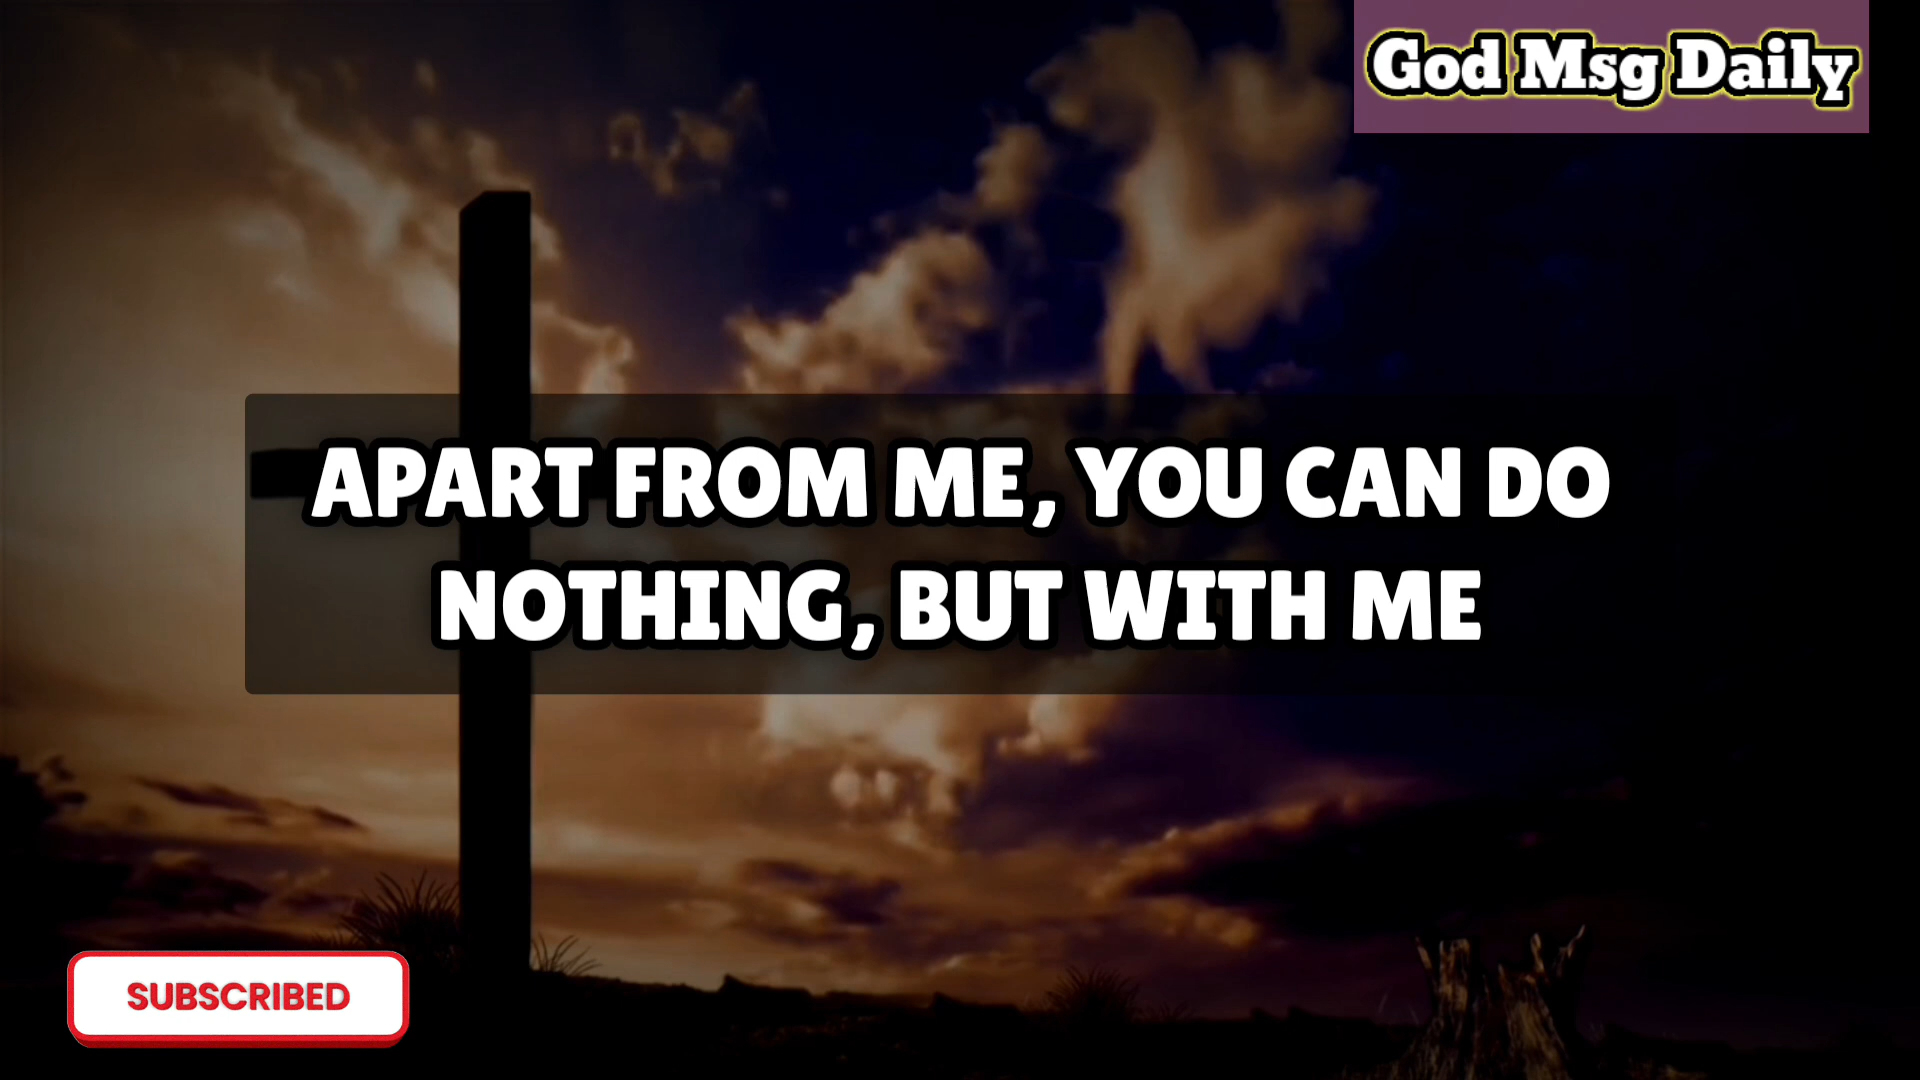 God Msg Daily
APART FROM ME, YOU CAN DO
NOTHING, BUT WITH ME
SUBSCRIBED